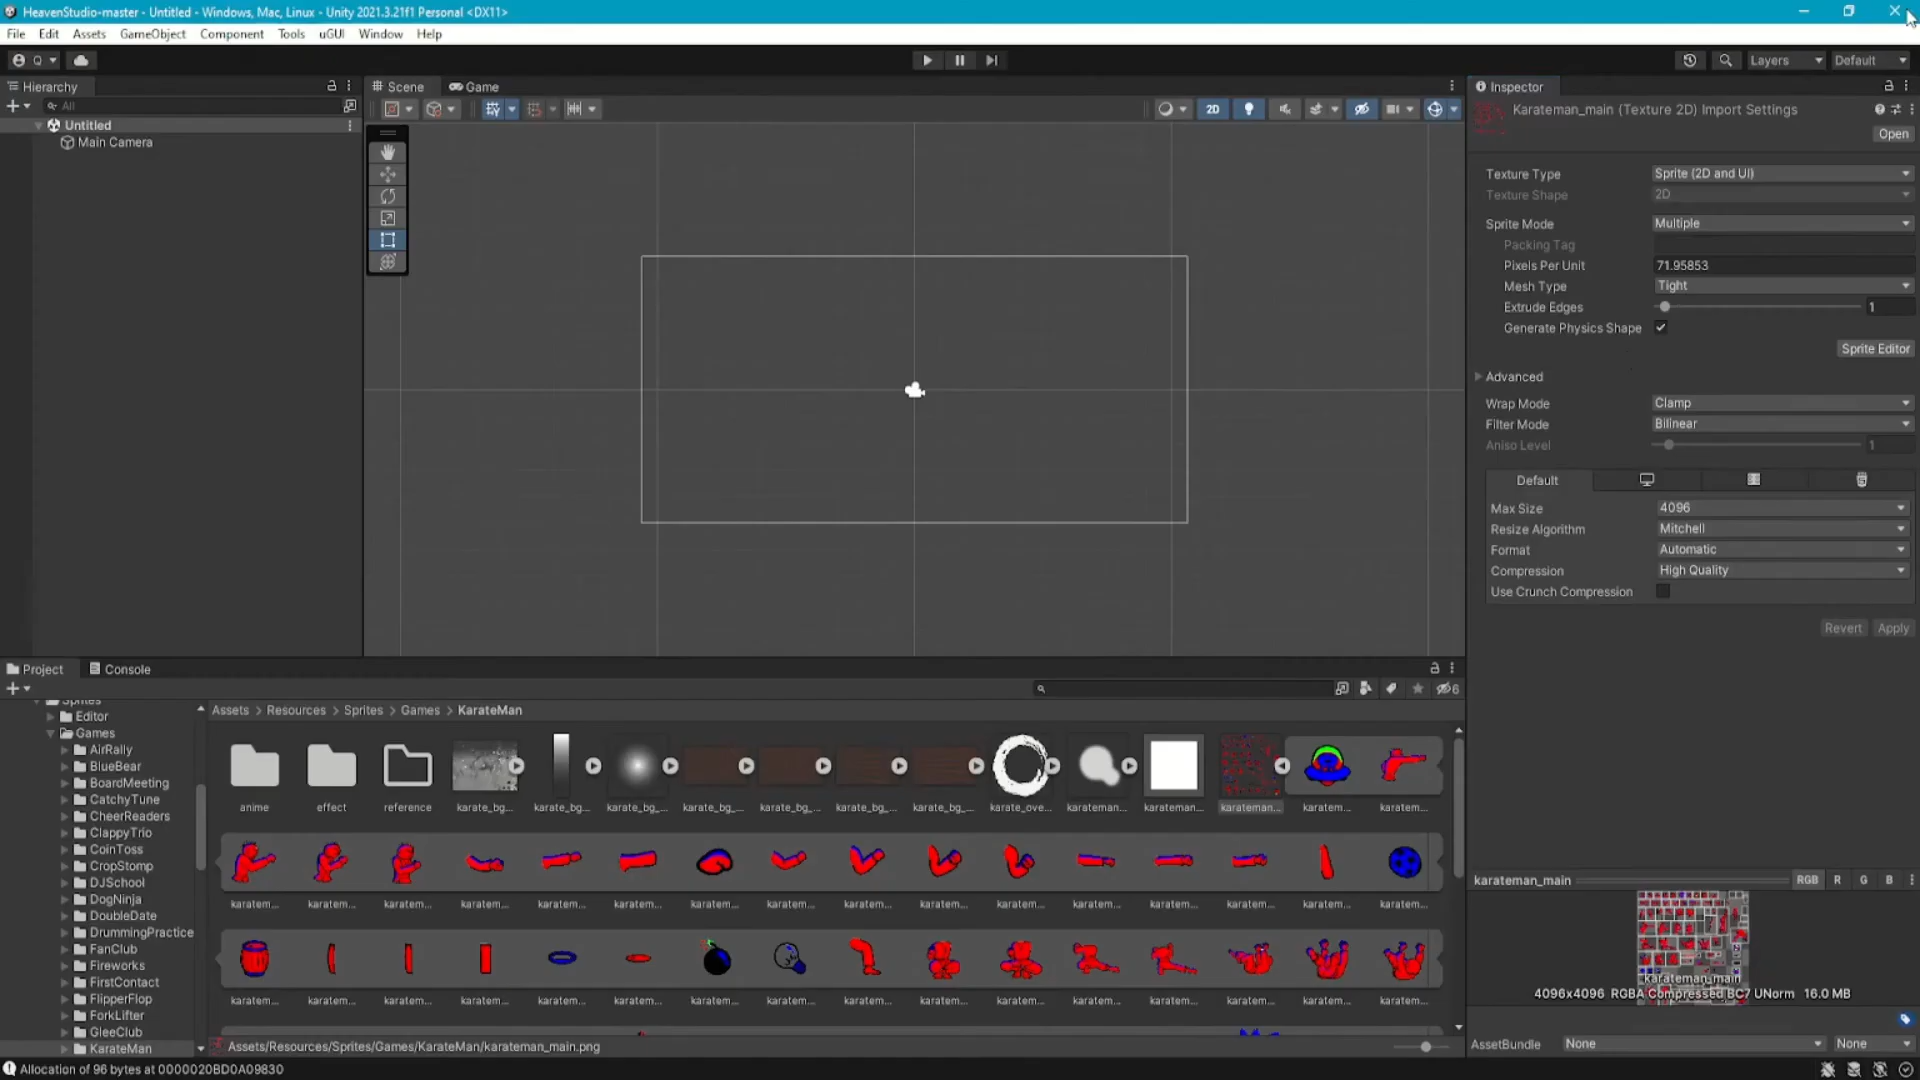 HeavenStudio-master - Untitled - Windows, Mac, Linux - Unity 2021.3.21f1 Personal <DX11>
File Edit Assets GameObject Component Tools uGUI Window Help
Q Layers Default
Hierarchy
All
Untitled
Main Camera
Scene Game
2D
Inspector
Karateman_main (Texture 2D) Import Settings
Open
Texture Type Sprite (2D and UI)
Texture Shape 2D
Sprite Mode Multiple
Packing Tag
Pixels Per Unit 71.95853
Mesh Type Tight
Extrude Edges 1
Generate Physics Shape
Sprite Editor
Advanced
Wrap Mode Clamp
Filter Mode Bilinear
Aniso Level 1
Default
Max Size 4096
Resize Algorithm Mitchell
Format Automatic
Compression High Quality
Use Crunch Compression
Revert Apply
Project Console
6
Sprites
Editor
Games
AirRally
BlueBear
BoardMeeting
CatchyTune
CheerReaders
ClappyTrio
CoinToss
CropStomp
DJSchool
DogNinja
DoubleDate
DrummingPractice
FanClub
Fireworks
FirstContact
FlipperFlop
ForkLifter
GleeClub
KarateMan
Assets > Resources > Sprites > Games > KarateMan
anime effect reference karate_bg... karate_bg... karate_bg_... karate_bg_... karate_bg_... karate_bg_... karate_bg_... karate_ove... karateman... karateman... karateman... karatem... karatem...
karatem... karatem... karatem... karatem... karatem... karatem... karatem... karatem... karatem... karatem... karatem... karatem... karatem... karatem... karatem... karatem...
karatem... karatem... karatem... karatem... karatem... karatem... karatem... karatem... karatem... karatem... karatem... karatem... karatem... karatem... karatem... karatem...
Assets/Resources/Sprites/Games/KarateMan/karateman_main.png
karateman_main RGB R G B
karateman_main
4096x4096 RGBA Compressed BC7 UNorm 16.0 MB
AssetBundle None None
Allocation of 96 bytes at 0000020BD0A09830